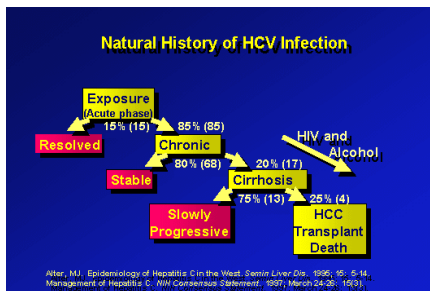 Natural History of HCV Infection
Exposure
(Acute phase)
15% (15)
85% (85)
HIV and
Alcohol
Resolved
Chronic
80% (68)
20% (17)
Stable
Cirrhosis
75% (13)
25% (4)
Slowly
Progressive
HCC
Transplant
Death
Alter, MJ. Epidemiology of Hepatitis C in the West. Semin Liver Dis. 1995; 15: 5-14.
Management of Hepatitis C. NIH Consensus Statement. 1997; March 24-26: 15(3).